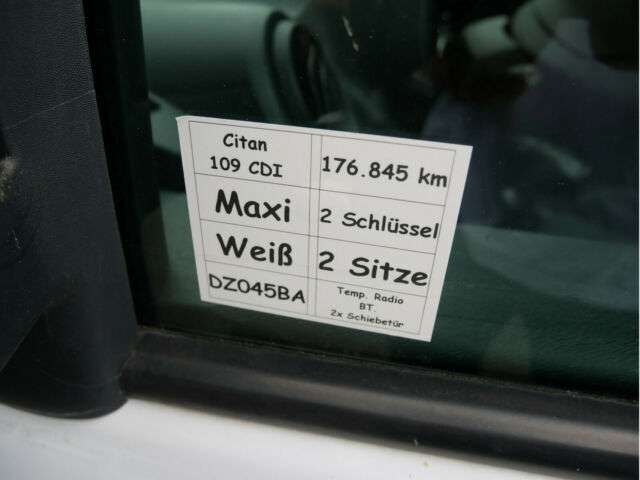 Citan
109 CDI
176.845 km
Maxi
2 Schlüssel
Weiß
2 Sitze
DZ045BA
Temp. Radio
BT.
2x Schiebetür